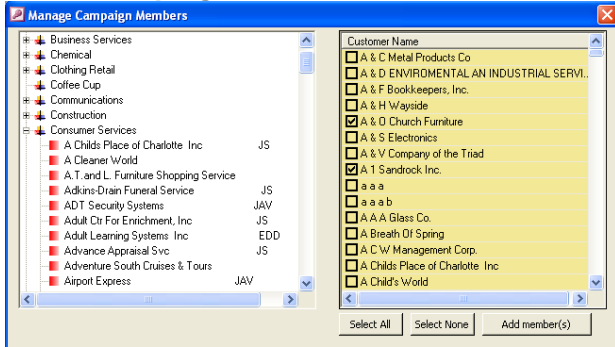 Manage Campaign Members
Business Services
Chemical
Clothing Retail
Coffee Cup
Communications
Construction
Consumer Services
A Childs Place of Charlotte Inc JS
A Cleaner World
A.T.and L. Furniture Shopping Service
Adkins-Drain Funeral Service JS
ADT Security Systems JAV
Adult Ctr For Enrichment, Inc JS
Adult Learning Systems Inc EDD
Advance Appraisal Svc JS
Adventure South Cruises & Tours
Airport Express JAV
Customer Name
A & C Metal Products Co
A & D ENVIROMENTAL AN INDUSTRIAL SERVI...
A & F Bookkeepers, Inc.
A & H Wayside
A & O Church Furniture
A & S Electronics
A & V Company of the Triad
A 1 Sandrock Inc.
a a a
a a a b
A A A Glass Co.
A Breath Of Spring
A C W Management Corp.
A Childs Place of Charlotte Inc
A Child's World
Select All Select None Add member(s)